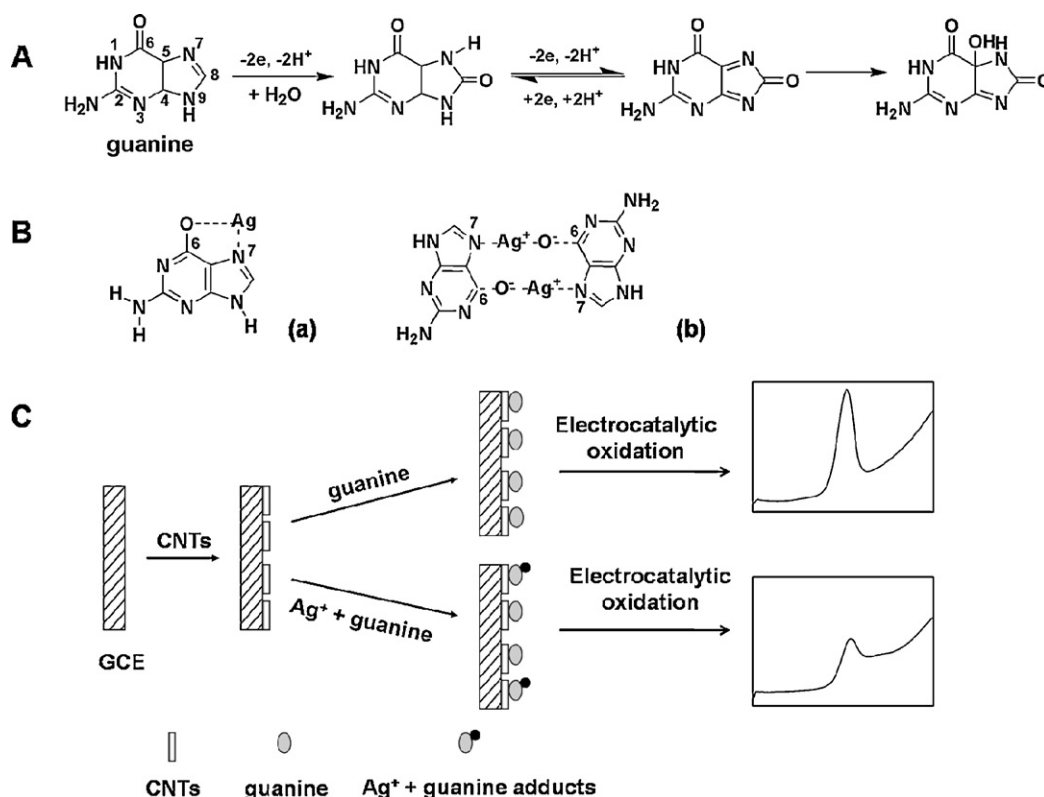 A
O
1
6
5
N
7
HN
8
H₂N
2
N
3
4
N
9
H
guanine
-2e, -2H⁺
+ H₂O
O
H
HN
N
O
H₂N
N
N
H
-2e, -2H⁺
+2e, +2H⁺
O
HN
N
O
H₂N
N
N
O
OH
H
HN
N
O
H₂N
N
N
B
O
Ag
6
N
7
N
H
N
N
N
H
H
(a)
NH₂
7
6
N
HN
N
Ag⁺
O⁻
N
O⁻
Ag⁺
N
NH
6
7
H₂N
N
N
(b)
C
Electrocatalytic
oxidation
guanine
CNTs
Ag⁺ + guanine
Electrocatalytic
oxidation
GCE
CNTs
guanine
Ag⁺ + guanine adducts